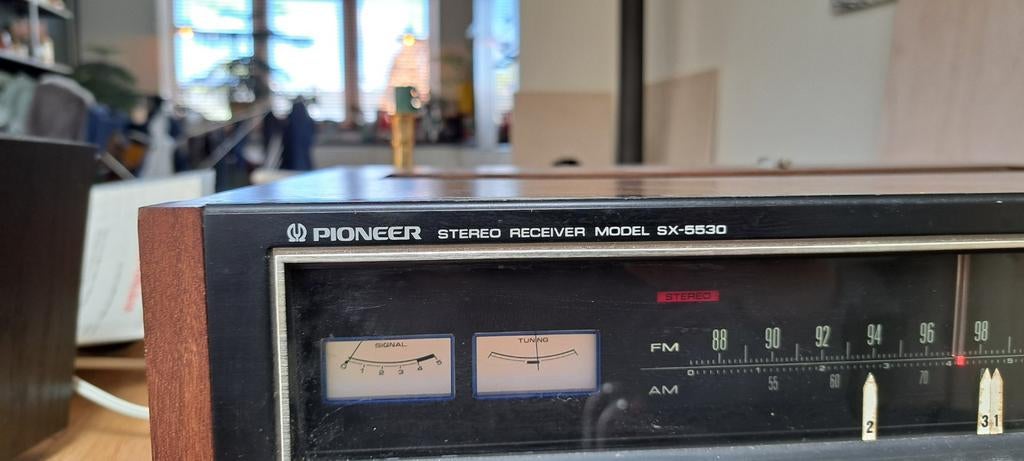 PIONEER STEREO RECEIVER MODEL SX-5530
STEREO
SIGNAL
0 1 2 3 4 5
TUNING
FM 88 90 92 94 96 98
0 1 2 3 4
AM 55 60 70
2 3 1